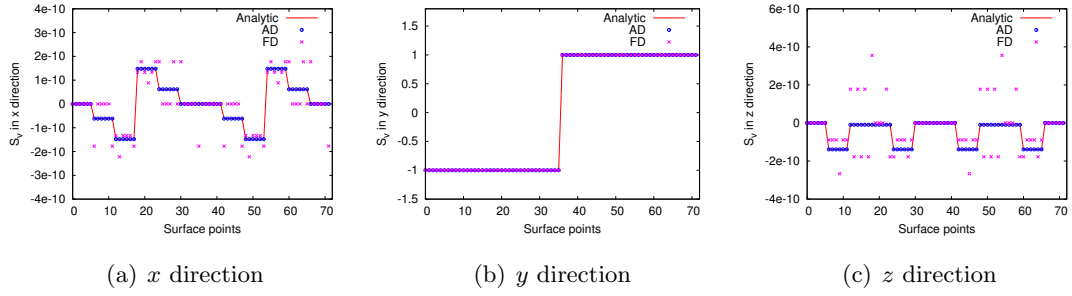 4e-10
3e-10
2e-10
1e-10
0
-1e-10
-2e-10
-3e-10
-4e-10
S_v in x direction
Analytic
AD
FD
0 10 20 30 40 50 60 70
Surface points
(a) x direction
1.5
1
0.5
0
-0.5
-1
-1.5
S_v in y direction
Analytic
AD
FD
0 10 20 30 40 50 60 70
Surface points
(b) y direction
6e-10
4e-10
2e-10
0
-2e-10
-4e-10
S_v in z direction
Analytic
AD
FD
0 10 20 30 40 50 60 70
Surface points
(c) z direction